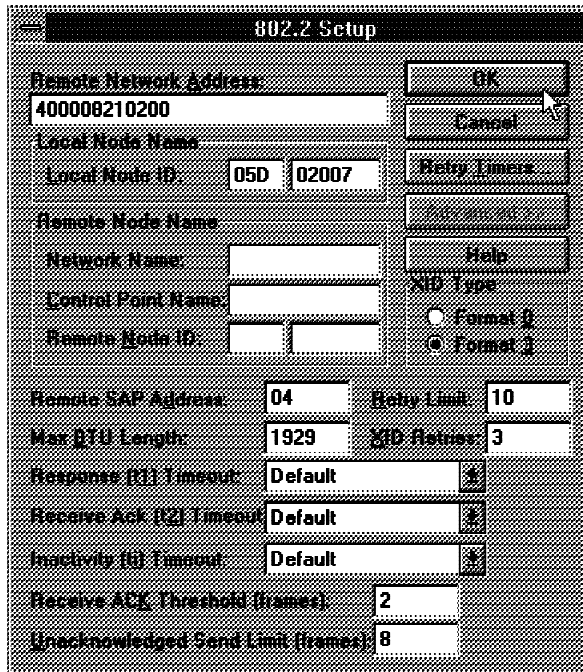 802.2 Setup
Remote Network Address:
400008210200
OK
Cancel
Local Node Name
Local Node ID:
05D
02007
Retry Timers...
Advanced >>
Remote Node Name
Network Name:
Help
Control Point Name:
XID Type
Format 0
Remote Node ID:
Format 3
Remote SAP Address:
04
Retry Limit:
10
Max BTU Length:
1929
XID Retries:
3
Response (t1) Timeout:
Default
Receive Ack (t2) Timeout
Default
Inactivity (ti) Timeout:
Default
Receive ACK Threshold (frames):
2
Unacknowledged Send Limit (frames):
8